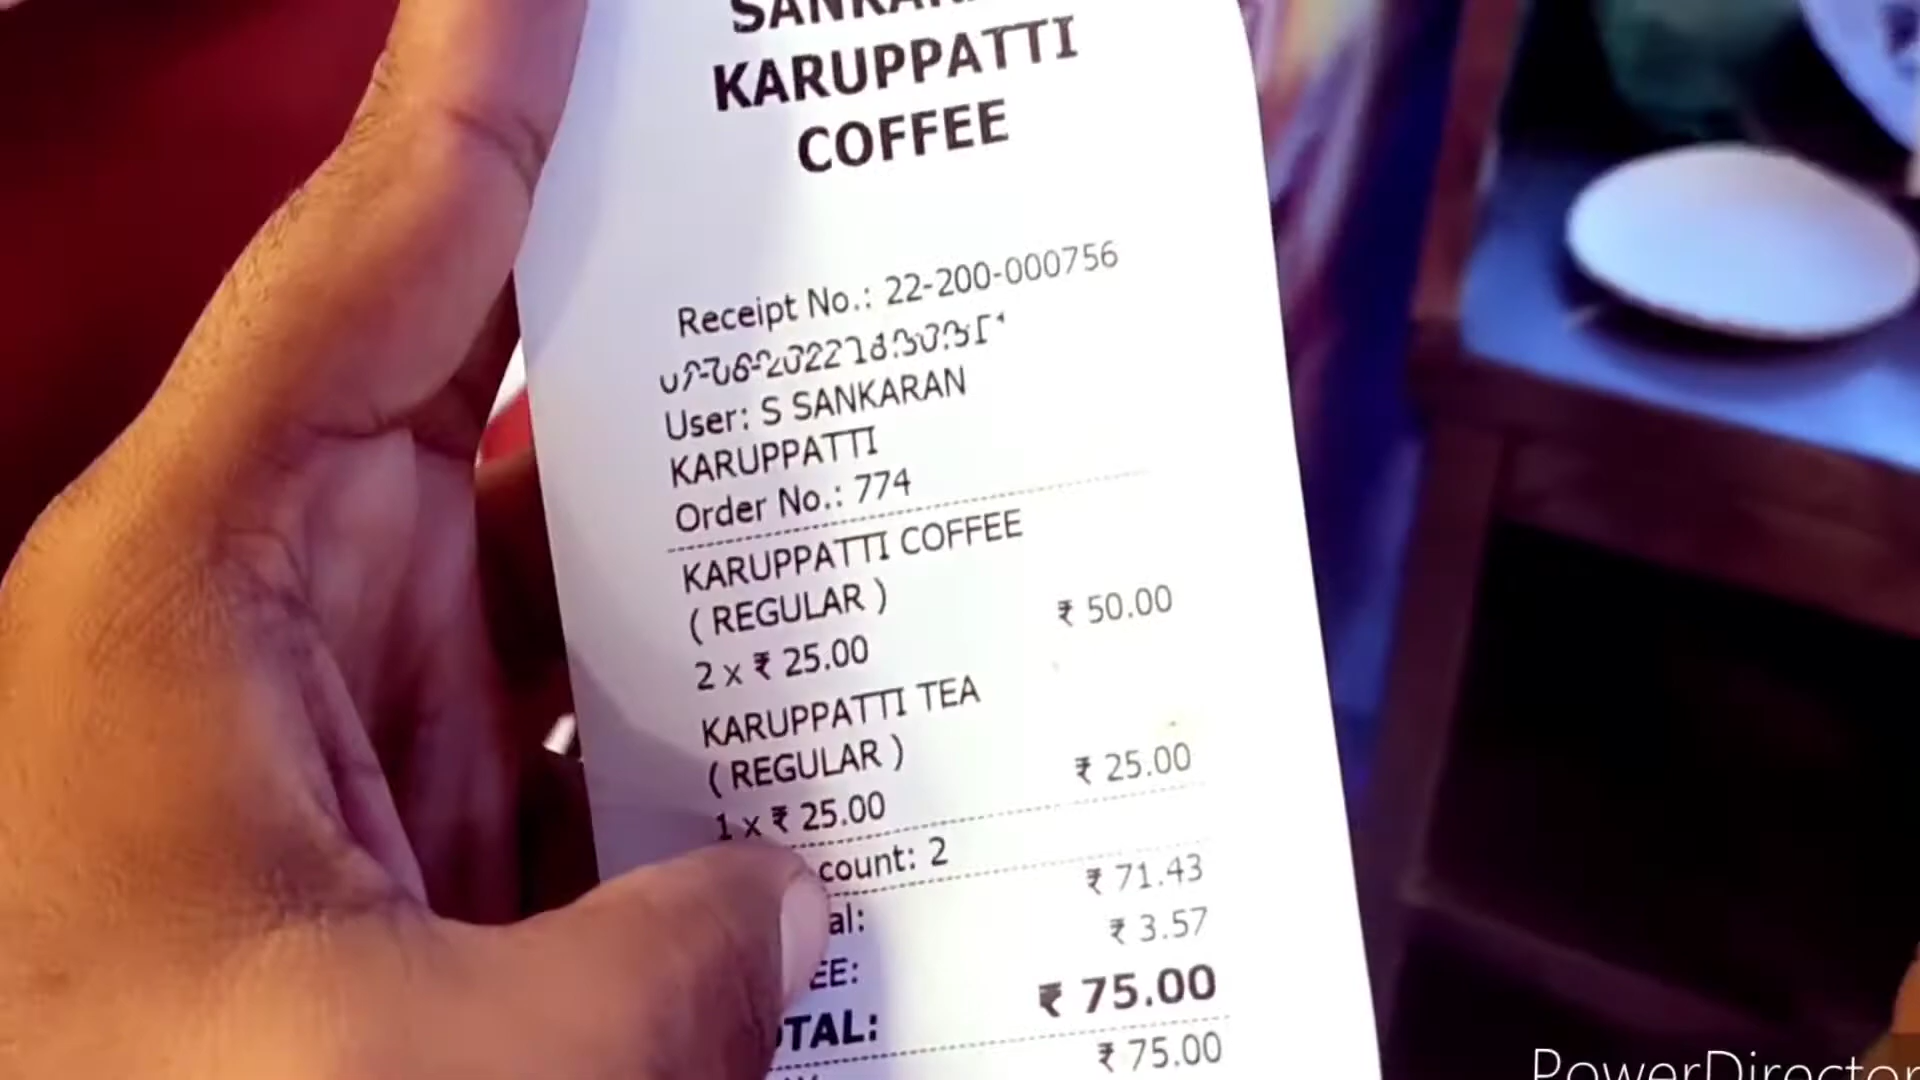 KARUPPATTI
COFFEE
Receipt No.: 22-200-000756
User: S SANKARAN
KARUPPATTI
Order No.: 774
KARUPPATTI COFFEE
( REGULAR )
2 x ₹ 25.00 ₹ 50.00
KARUPPATTI TEA
( REGULAR )
1 x ₹ 25.00 ₹ 25.00
count: 2
al: ₹ 71.43
EE: ₹ 3.57
OTAL: ₹ 75.00
₹ 75.00
PowerDirector